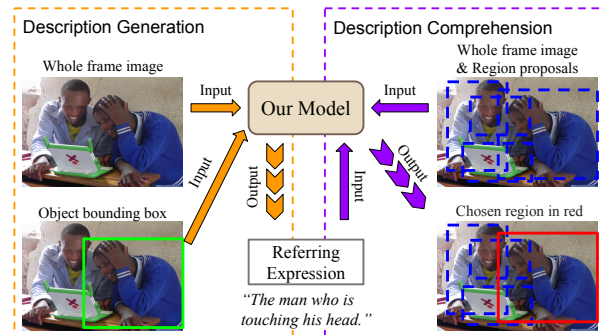 Description Generation
Description Comprehension
Whole frame image
Whole frame image
& Region proposals
Input
Input
Our Model
Input
Output
Input
Output
Object bounding box
Chosen region in red
Referring
Expression
“The man who is
touching his head.”